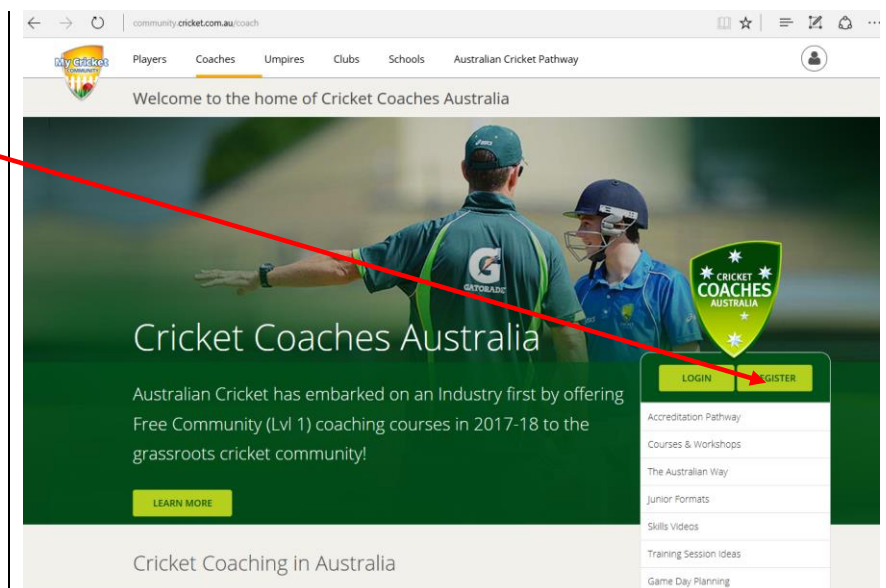 community.cricket.com.au/coach
My Cricket
COMMUNITY
Players Coaches Umpires Clubs Schools Australian Cricket Pathway
Welcome to the home of Cricket Coaches Australia
GATORADE
CRICKET
COACHES
AUSTRALIA
Cricket Coaches Australia
LOGIN REGISTER
Australian Cricket has embarked on an Industry first by offering
Free Community (Lvl 1) coaching courses in 2017-18 to the
grassroots cricket community!
LEARN MORE
Accreditation Pathway
Courses & Workshops
The Australian Way
Junior Formats
Skills Videos
Training Session Ideas
Game Day Planning
Cricket Coaching in Australia